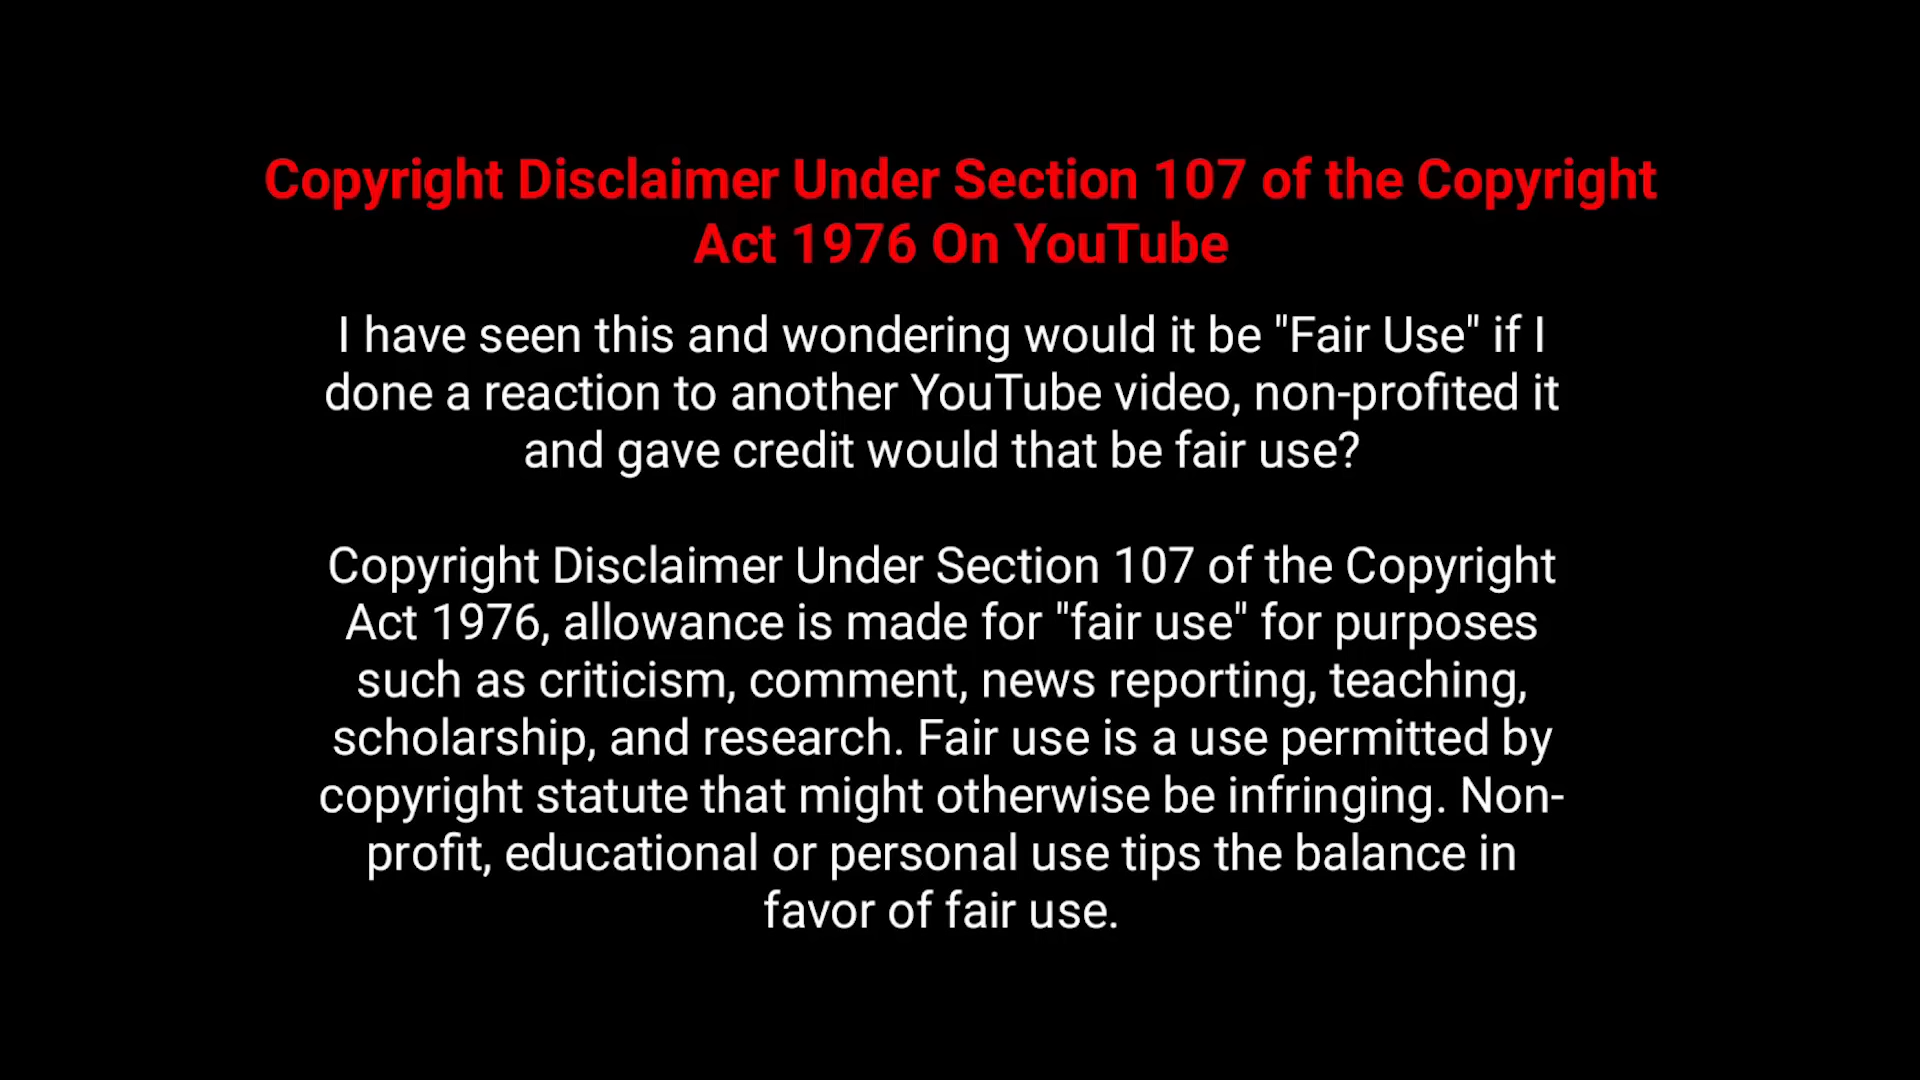 Copyright Disclaimer Under Section 107 of the Copyright
Act 1976 On YouTube
I have seen this and wondering would it be "Fair Use" if I
done a reaction to another YouTube video, non-profited it
and gave credit would that be fair use?
Copyright Disclaimer Under Section 107 of the Copyright
Act 1976, allowance is made for "fair use" for purposes
such as criticism, comment, news reporting, teaching,
scholarship, and research. Fair use is a use permitted by
copyright statute that might otherwise be infringing. Non-
profit, educational or personal use tips the balance in
favor of fair use.